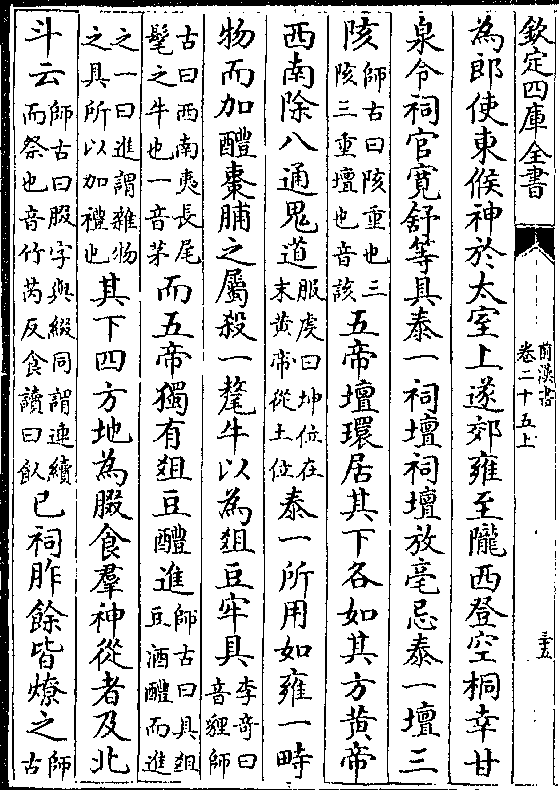 欽定四庫全書
前漢書
卷二十五上
三十五
為郎使東候神於太室上遂郊雍至隴西登空桐幸甘
泉令祠官寛舒等具泰一祠壇祠壇放亳忌泰一壇三
陔師古曰陔重也三陔三重壇也音該五帝壇環居其下各如其方黄帝
西南除八通鬼道服虔曰坤位在末黄帝從土位泰一所用如雍一畤
物而加醴棗脯之屬殺一氂牛以為俎豆牢具李奇曰音貍師
古曰西南夷長尾髦之牛也一音茅而五帝獨有俎豆醴進師古曰具俎豆酒醴而進
之一曰進謂雜物之具所以加禮也其下四方地為腏食羣神從者及北
斗云師古曰腏字與綴同謂連續而祭也音竹芮反食讀曰飤已祠胙餘皆燎之師古